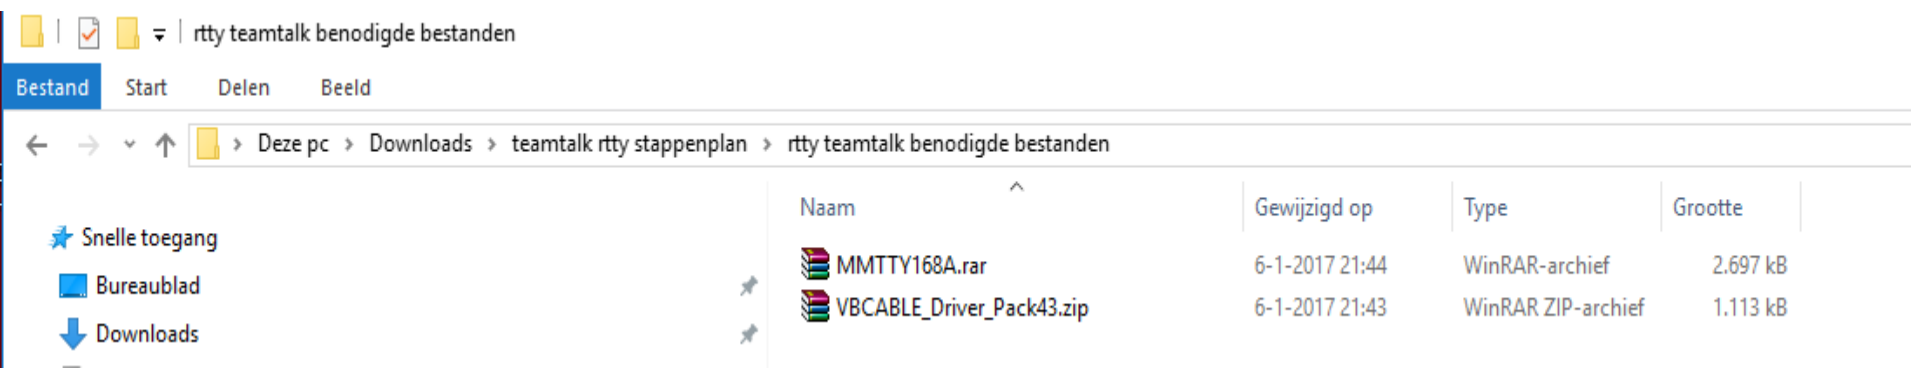 rtty teamtalk benodigde bestanden
Bestand Start Delen Beeld
Deze pc Downloads teamtalk rtty stappenplan rtty teamtalk benodigde bestanden
Naam Gewijzigd op Type Grootte
Snelle toegang
Bureaublad
Downloads
MMTTY168A.rar 6-1-2017 21:44 WinRAR-archief 2.697 kB
VBCABLE_Driver_Pack43.zip 6-1-2017 21:43 WinRAR ZIP-archief 1.113 kB